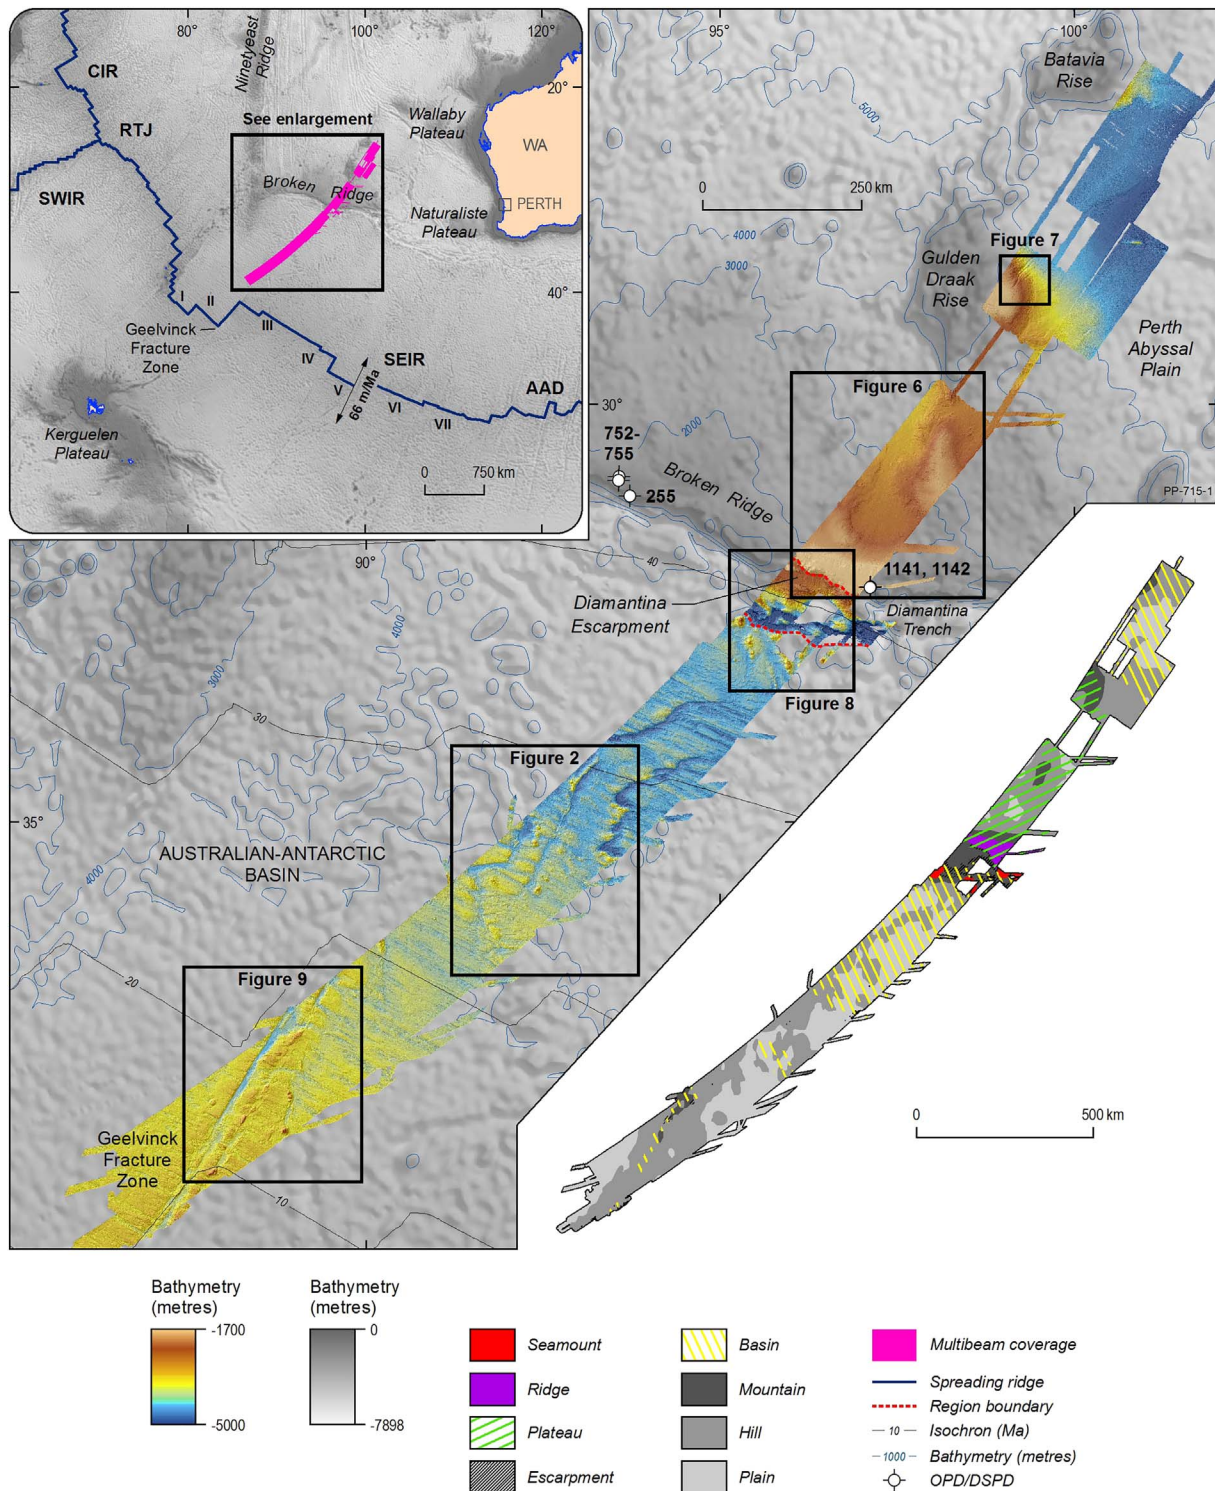 80°
100°
120°
20°
40°
CIR
RTJ
SWIR
Ninetyeast
Ridge
See enlargement
Broken Ridge
Wallaby
Plateau
WA
PERTH
Naturaliste
Plateau
I
II
III
IV
V
VI
VII
Geelvinck
Fracture
Zone
SEIR
66 m/Ma
AAD
Kerguelen
Plateau
0 750 km
95°
100°
Batavia
Rise
5000
0 250 km
4000
3000
Figure 7
Gulden
Draak
Rise
Perth
Abyssal
Plain
Figure 6
30°
2000
752-
755
255
Broken Ridge
PP-715-1
1141, 1142
90°
40
4000
3000
Diamantina
Escarpment
Diamantina
Trench
Figure 8
30
Figure 2
35°
AUSTRALIAN-ANTARCTIC
BASIN
4000
20
Figure 9
Geelvinck
Fracture
Zone
10
0 500 km
Bathymetry
(metres)
-1700
-5000
Bathymetry
(metres)
0
-7898
Seamount
Ridge
Plateau
Escarpment
Basin
Mountain
Hill
Plain
Multibeam coverage
Spreading ridge
Region boundary
10 Isochron (Ma)
1000 Bathymetry (metres)
OPD/DSPD